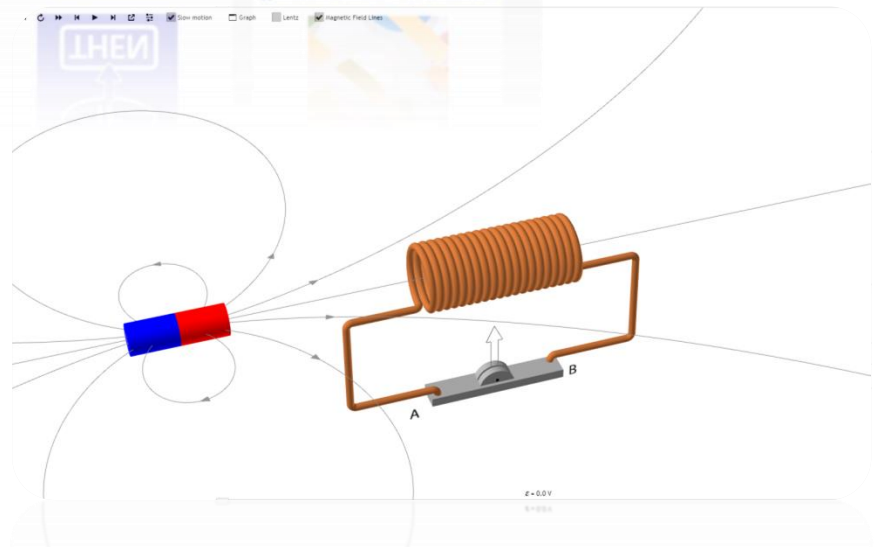 Slow motion Graph Lentz Magnetic Field Lines
THEN
A
B
ε = 0.0 V